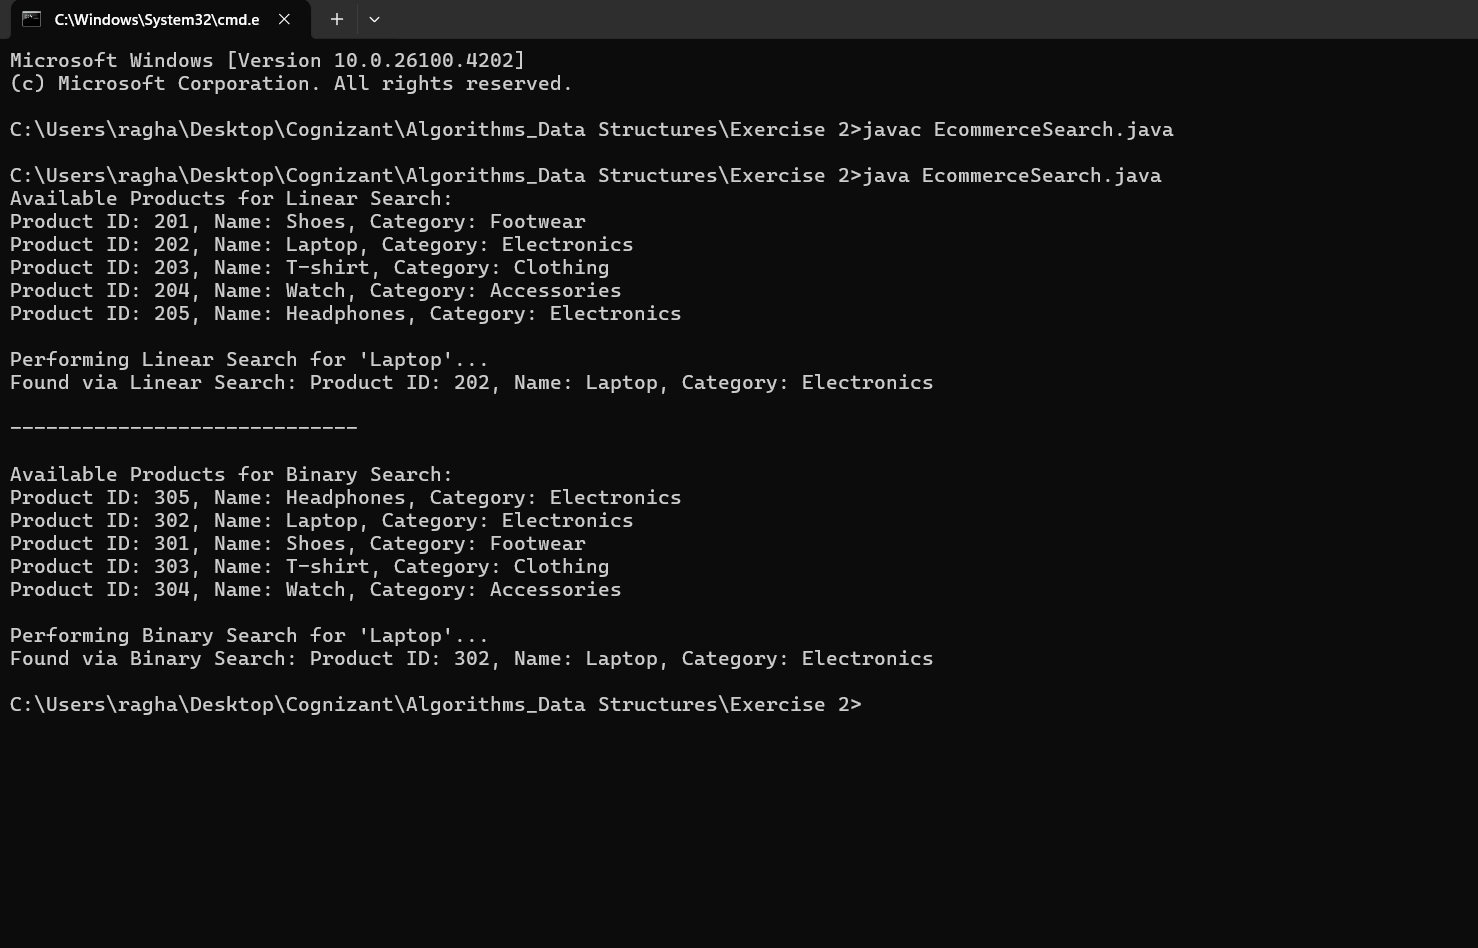 C:\Windows\System32\cmd.e
Microsoft Windows [Version 10.0.26100.4202]
(c) Microsoft Corporation. All rights reserved.
C:\Users\ragha\Desktop\Cognizant\Algorithms_Data Structures\Exercise 2>javac EcommerceSearch.java
C:\Users\ragha\Desktop\Cognizant\Algorithms_Data Structures\Exercise 2>java EcommerceSearch.java
Available Products for Linear Search:
Product ID: 201, Name: Shoes, Category: Footwear
Product ID: 202, Name: Laptop, Category: Electronics
Product ID: 203, Name: T-shirt, Category: Clothing
Product ID: 204, Name: Watch, Category: Accessories
Product ID: 205, Name: Headphones, Category: Electronics
Performing Linear Search for 'Laptop'...
Found via Linear Search: Product ID: 202, Name: Laptop, Category: Electronics
-----------------------------
Available Products for Binary Search:
Product ID: 305, Name: Headphones, Category: Electronics
Product ID: 302, Name: Laptop, Category: Electronics
Product ID: 301, Name: Shoes, Category: Footwear
Product ID: 303, Name: T-shirt, Category: Clothing
Product ID: 304, Name: Watch, Category: Accessories
Performing Binary Search for 'Laptop'...
Found via Binary Search: Product ID: 302, Name: Laptop, Category: Electronics
C:\Users\ragha\Desktop\Cognizant\Algorithms_Data Structures\Exercise 2>